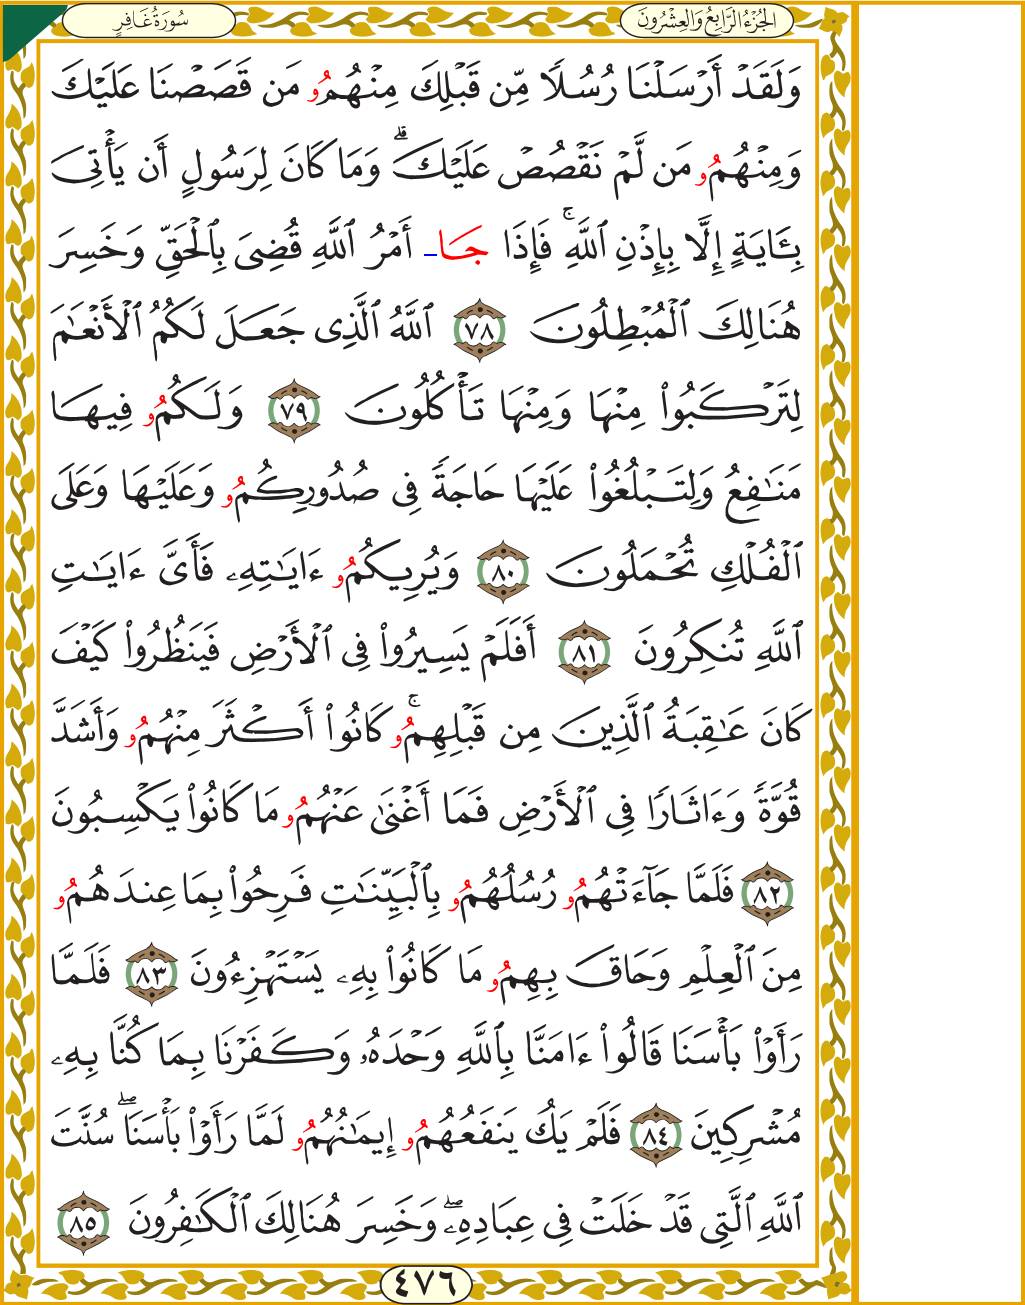 سُورَةُ غَافِرٍ
الجُزْءُ الرَّابِعُ وَالعِشْرُونَ
وَلَقَدْ أَرْسَلْنَا رُسُلًا مِّن قَبْلِكَ مِنْهُمُو مَن قَصَصْنَا عَلَيْكَ
وَمِنْهُمُو مَن لَّمْ نَقْصُصْ عَلَيْكَۗ وَمَا كَانَ لِرَسُولٍ أَن يَأْتِىَ
بِـَٔايَةٍ إِلَّا بِإِذْنِ ٱللَّهِۚ فَإِذَا جَا أَمْرُ ٱللَّهِ قُضِىَ بِٱلْحَقِّ وَخَسِرَ
هُنَالِكَ ٱلْمُبْطِلُونَ ٧٨ ٱللَّهُ ٱلَّذِى جَعَلَ لَكُمُ ٱلْأَنْعَٰمَ
لِتَرْكَبُوا۟ مِنْهَا وَمِنْهَا تَأْكُلُونَ ٧٩ وَلَكُمُو فِيهَا
مَنَٰفِعُ وَلِتَبْلُغُوا۟ عَلَيْهَا حَاجَةً فِى صُدُورِكُمُو وَعَلَيْهَا وَعَلَى
ٱلْفُلْكِ تُحْمَلُونَ ٨٠ وَيُرِيكُمُو ءَايَٰتِهِۦ فَأَىَّ ءَايَٰتِ
ٱللَّهِ تُنكِرُونَ ٨١ أَفَلَمْ يَسِيرُوا۟ فِى ٱلْأَرْضِ فَيَنظُرُوا۟ كَيْفَ
كَانَ عَٰقِبَةُ ٱلَّذِينَ مِن قَبْلِهِمُوۚ كَانُوا۟ أَكْثَرَ مِنْهُمُو وَأَشَدَّ
قُوَّةً وَءَاثَارًا فِى ٱلْأَرْضِ فَمَا أَغْنَىٰ عَنْهُمُو مَا كَانُوا۟ يَكْسِبُونَ
٨٢ فَلَمَّا جَآءَتْهُمُو رُسُلُهُمُو بِٱلْبَيِّنَٰتِ فَرِحُوا۟ بِمَا عِندَهُمُو
مِنَ ٱلْعِلْمِ وَحَاقَ بِهِمُو مَا كَانُوا۟ بِهِۦ يَسْتَهْزِءُونَ ٨٣ فَلَمَّا
رَأَوْا۟ بَأْسَنَا قَالُوا۟ ءَامَنَّا بِٱللَّهِ وَحْدَهُۥ وَكَفَرْنَا بِمَا كُنَّا بِهِۦ
مُشْرِكِينَ ٨٤ فَلَمْ يَكُ يَنفَعُهُمُو إِيمَٰنُهُمُو لَمَّا رَأَوْا۟ بَأْسَنَاۖ سُنَّتَ
ٱللَّهِ ٱلَّتِى قَدْ خَلَتْ فِى عِبَادِهِۦۖ وَخَسِرَ هُنَالِكَ ٱلْكَٰفِرُونَ ٨٥
٤٧٦